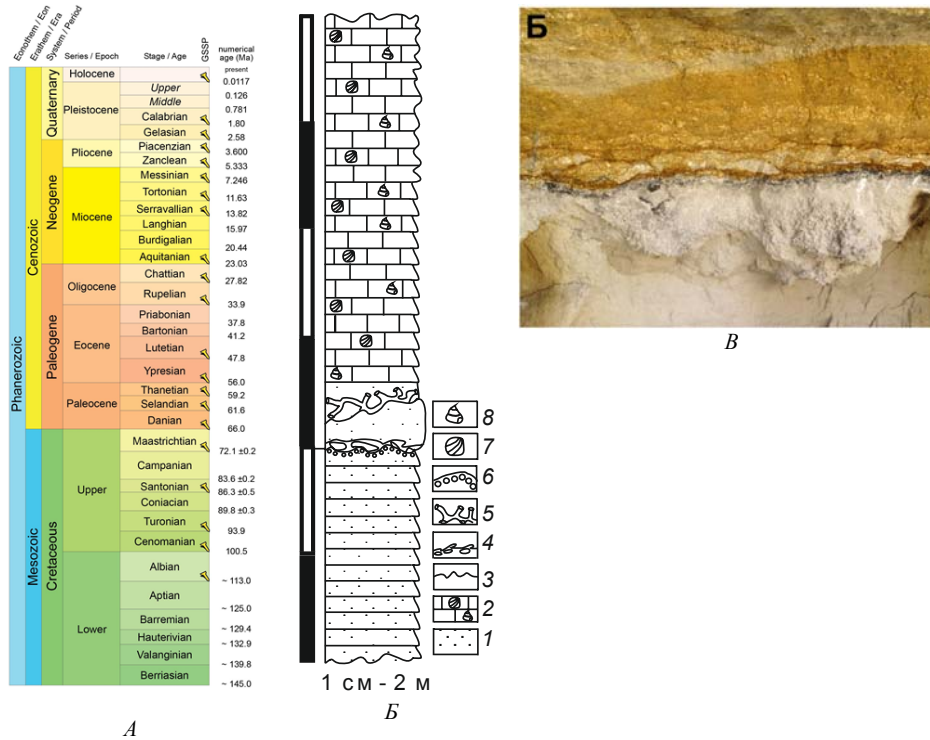 Eonothem / Eon
Erathem / Era
System / Period
Series / Epoch
Stage / Age
GSSP
numerical
age (Ma)
present
Phanerozoic
Cenozoic
Mesozoic
Quaternary
Neogene
Paleogene
Cretaceous
Holocene
0.0117
Pleistocene
Upper
0.126
Middle
0.781
Calabrian
1.80
Gelasian
2.58
Pliocene
Piacenzian
3.600
Zanclean
5.333
Miocene
Messinian
7.246
Tortonian
11.63
Serravallian
13.82
Langhian
15.97
Burdigalian
20.44
Aquitanian
23.03
Oligocene
Chattian
27.82
Rupelian
33.9
Eocene
Priabonian
37.8
Bartonian
41.2
Lutetian
47.8
Ypresian
56.0
Paleocene
Thanetian
59.2
Selandian
61.6
Danian
66.0
Upper
Maastrichtian
72.1 ±0.2
Campanian
83.6 ±0.2
Santonian
86.3 ±0.5
Coniacian
89.8 ±0.3
Turonian
93.9
Cenomanian
100.5
Lower
Albian
~ 113.0
Aptian
~ 125.0
Barremian
~ 129.4
Hauterivian
~ 132.9
Valanginian
~ 139.8
Berriasian
~ 145.0
А
8
7
6
5
4
3
2
1
1 см - 2 м
Б
Б
В